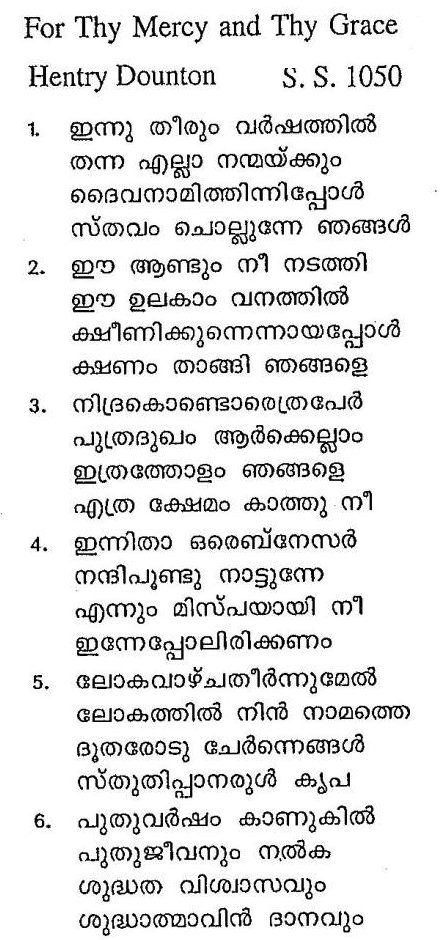 For Thy Mercy and Thy Grace
Hentry Dounton S. S. 1050
1. ഇന്നു തീരും വർഷത്തിൽ
തന്ന എല്ലാ നന്മയ്ക്കും
ദൈവനാമിത്തിന്നിപ്പോൾ
സ്തവം ചൊല്ലുന്നേ ഞങ്ങൾ
2. ഈ ആണ്ടും നീ നടത്തി
ഈ ഉലകാം വനത്തിൽ
ക്ഷീണിക്കുന്നെന്നായപ്പോൾ
ക്ഷണം താങ്ങി ഞങ്ങളെ
3. നിദ്രകൊണ്ടൊരെത്രപേർ
പുത്രദുഖം ആർക്കെല്ലാം
ഇത്രത്തോളം ഞങ്ങളെ
എത്ര ക്ഷേമം കാത്തു നീ
4. ഇന്നിതാ ഒരെബ്നേസർ
നന്ദിപൂണ്ടു നാട്ടുന്നേ
എന്നും മിസ്പയായി നീ
ഇന്നേപ്പോലിരിക്കണം
5. ലോകവാഴ്ചതീർന്നുമേൽ
ലോകത്തിൽ നിൻ നാമത്തെ
ദൂതരോടു ചേർന്നെങ്ങൾ
സ്തുതിപ്പാനരുൾ കൃപ
6. പുതുവർഷം കാണുകിൽ
പുതുജീവനും നൽക
ശുദ്ധത വിശ്വാസവും
ശുദ്ധാത്മാവിൻ ദാനവും